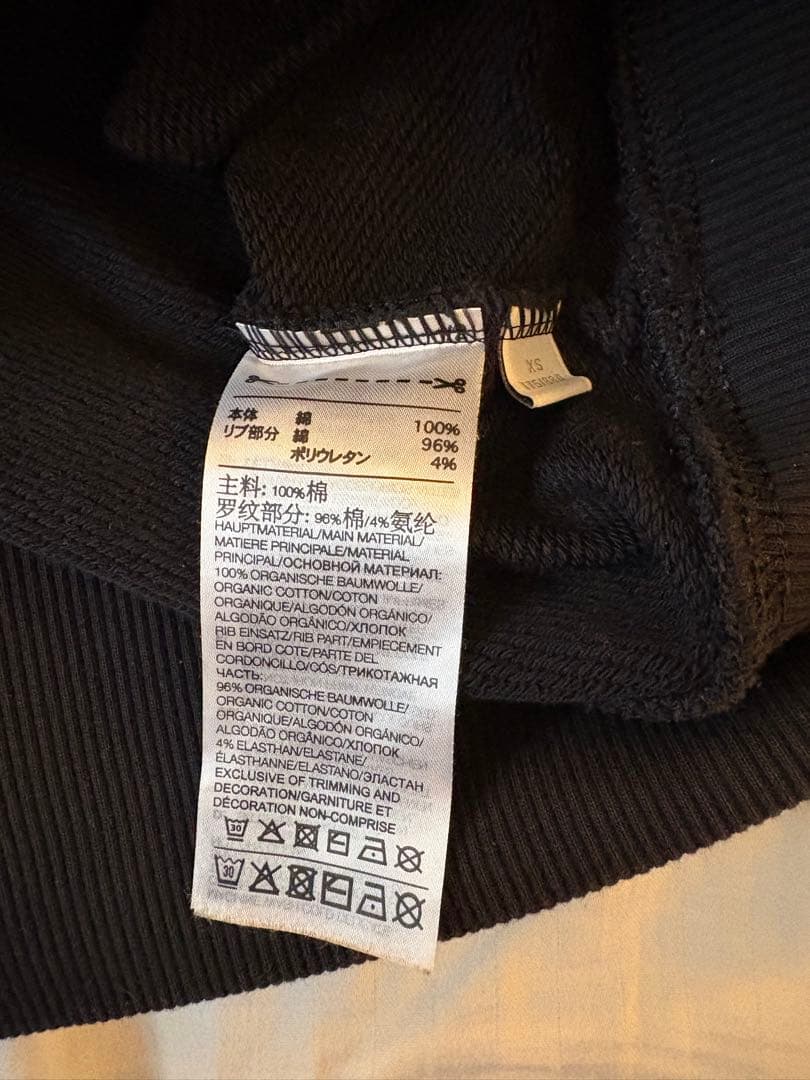 本体 綿 100%
リブ部分 綿 96%
ポリウレタン 4%
主料: 100%棉
罗纹部分: 96%棉/4%氨纶
HAUPTMATERIAL/MAIN MATERIAL/
MATIERE PRINCIPALE/MATERIAL
PRINCIPAL/ОСНОВНОЙ МАТЕРИАЛ:
100% ORGANISCHE BAUMWOLLE/
ORGANIC COTTON/COTON
ORGANIQUE/ALGODÓN ORGÁNICO/
ALGODÃO ORGÂNICO/ХЛОПОК
RIB EINSATZ/RIB PART/EMPIECEMENT
EN BORD COTE/PARTE DEL
CORDONCILLO/CÓS/ТРИКОТАЖНАЯ
ЧАСТЬ:
96% ORGANISCHE BAUMWOLLE/
ORGANIC COTTON/COTON
ORGANIQUE/ALGODÓN ORGÁNICO/
ALGODÃO ORGÂNICO/ХЛОПОК
4% ELASTHAN/ELASTANE/
ÉLASTHANNE/ELASTANO/ЭЛАСТАН
EXCLUSIVE OF TRIMMING AND
DECORATION/GARNITURE ET
DÉCORATION NON-COMPRISE
30
30
XS